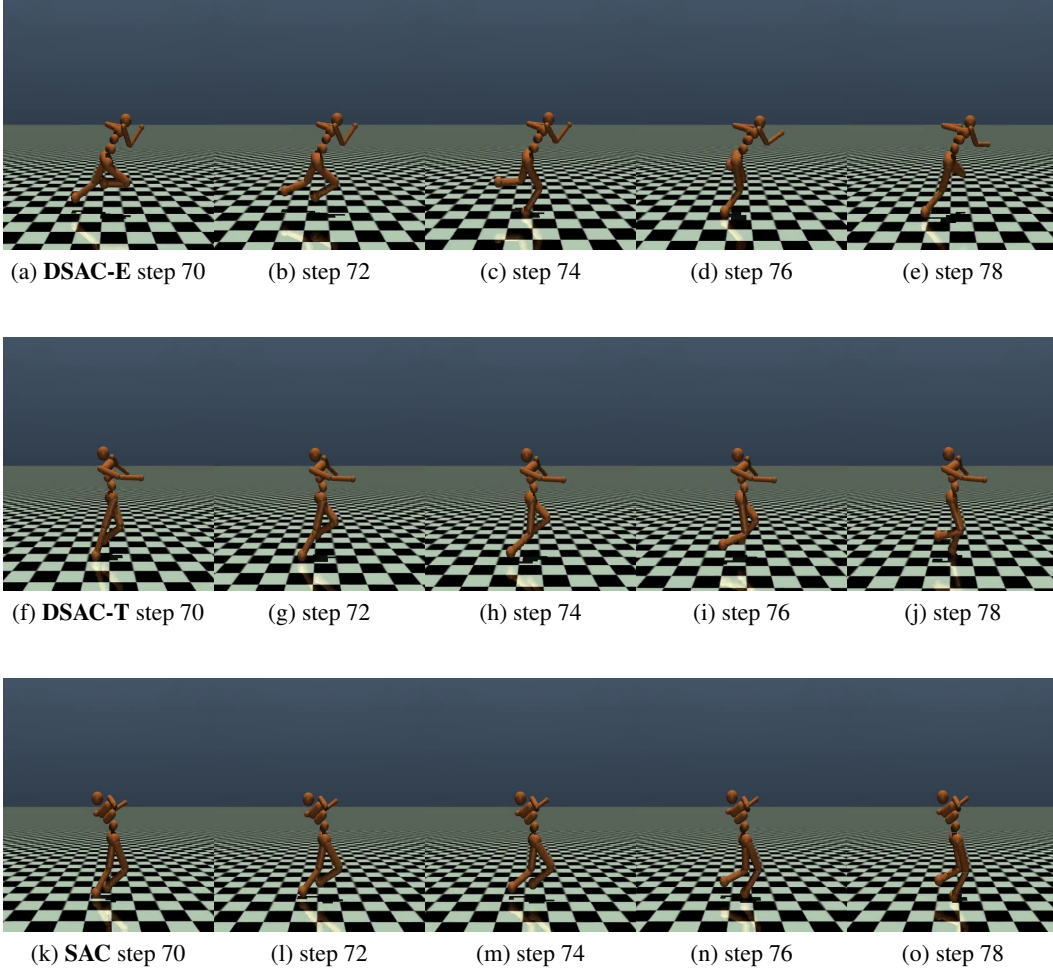 (a) DSAC-E step 70 (b) step 72 (c) step 74 (d) step 76 (e) step 78
(f) DSAC-T step 70 (g) step 72 (h) step 74 (i) step 76 (j) step 78
(k) SAC step 70 (l) step 72 (m) step 74 (n) step 76 (o) step 78